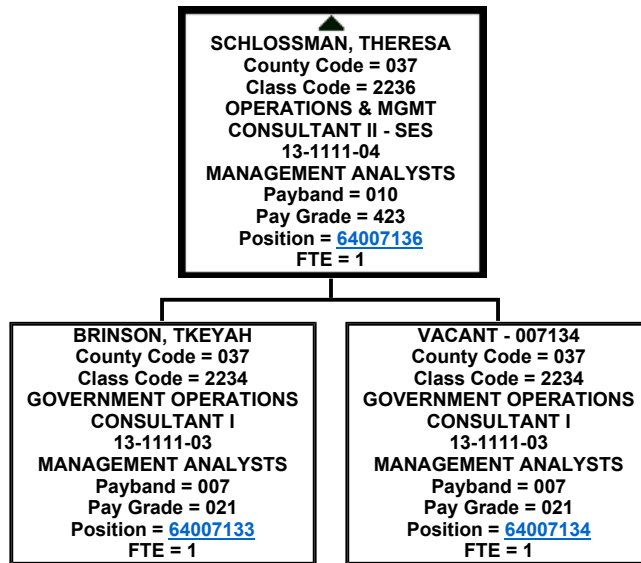 SCHLOSSMAN, THERESA
County Code = 037
Class Code = 2236
OPERATIONS & MGMT
CONSULTANT II - SES
13-1111-04
MANAGEMENT ANALYSTS
Payband = 010
Pay Grade = 423
Position = 64007136
FTE = 1
BRINSON, TKEYAH
County Code = 037
Class Code = 2234
GOVERNMENT OPERATIONS
CONSULTANT I
13-1111-03
MANAGEMENT ANALYSTS
Payband = 007
Pay Grade = 021
Position = 64007133
FTE = 1
VACANT - 007134
County Code = 037
Class Code = 2234
GOVERNMENT OPERATIONS
CONSULTANT I
13-1111-03
MANAGEMENT ANALYSTS
Payband = 007
Pay Grade = 021
Position = 64007134
FTE = 1